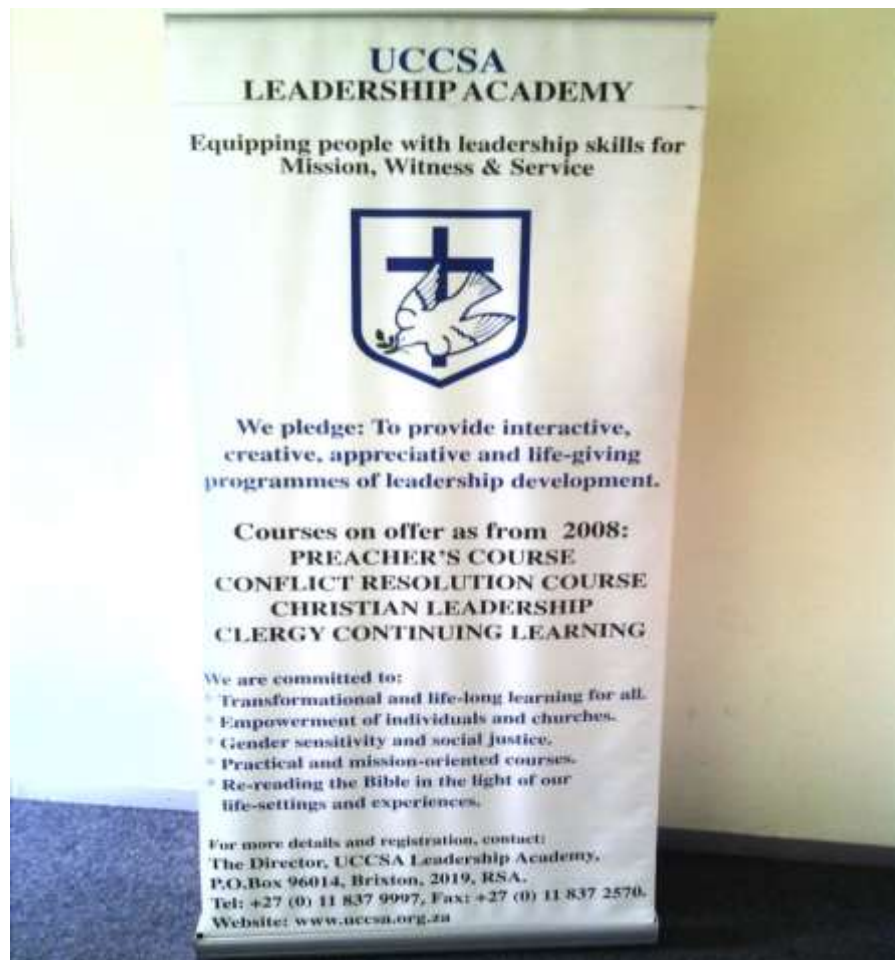 UCCSA
LEADERSHIP ACADEMY
Equipping people with leadership skills for
Mission, Witness & Service
We pledge: To provide interactive,
creative, appreciative and life-giving
programmes of leadership development.
Courses on offer as from 2008:
PREACHER'S COURSE
CONFLICT RESOLUTION COURSE
CHRISTIAN LEADERSHIP
CLERGY CONTINUING LEARNING
We are committed to:
* Transformational and life-long learning for all.
* Empowerment of individuals and churches.
* Gender sensitivity and social justice.
* Practical and mission-oriented courses.
* Re-reading the Bible in the light of our
life-settings and experiences.
For more details and registration, contact:
The Director, UCCSA Leadership Academy,
P.O.Box 96014, Brixton, 2019, RSA.
Tel: +27 (0) 11 837 9997, Fax: +27 (0) 11 837 2570.
Website: www.uccsa.org.za